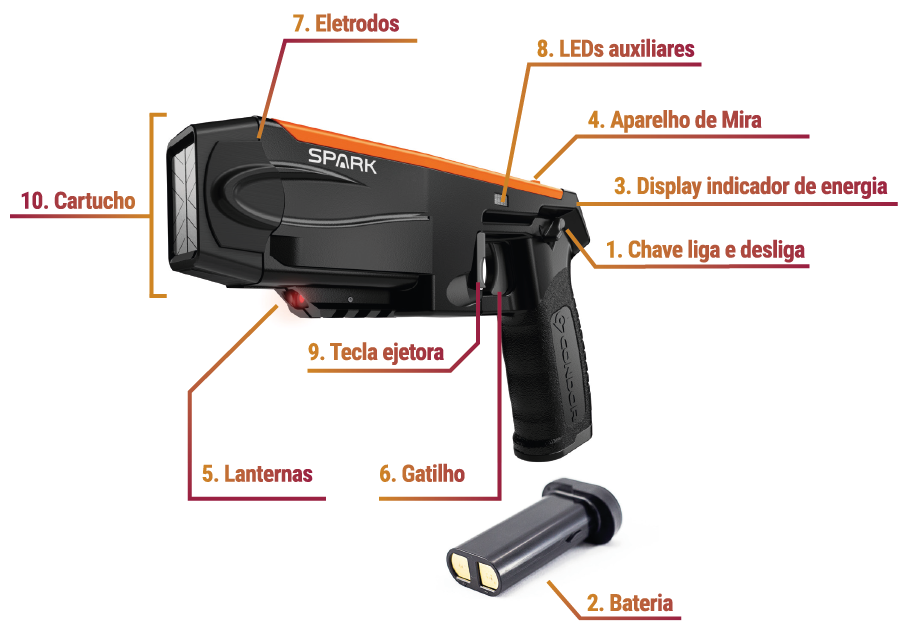 7. Eletrodos
8. LEDs auxiliares
4. Aparelho de Mira
SPARK
3. Display indicador de energia
10. Cartucho
1. Chave liga e desliga
CONDOR
9. Tecla ejetora
5. Lanternas
6. Gatilho
2. Bateria